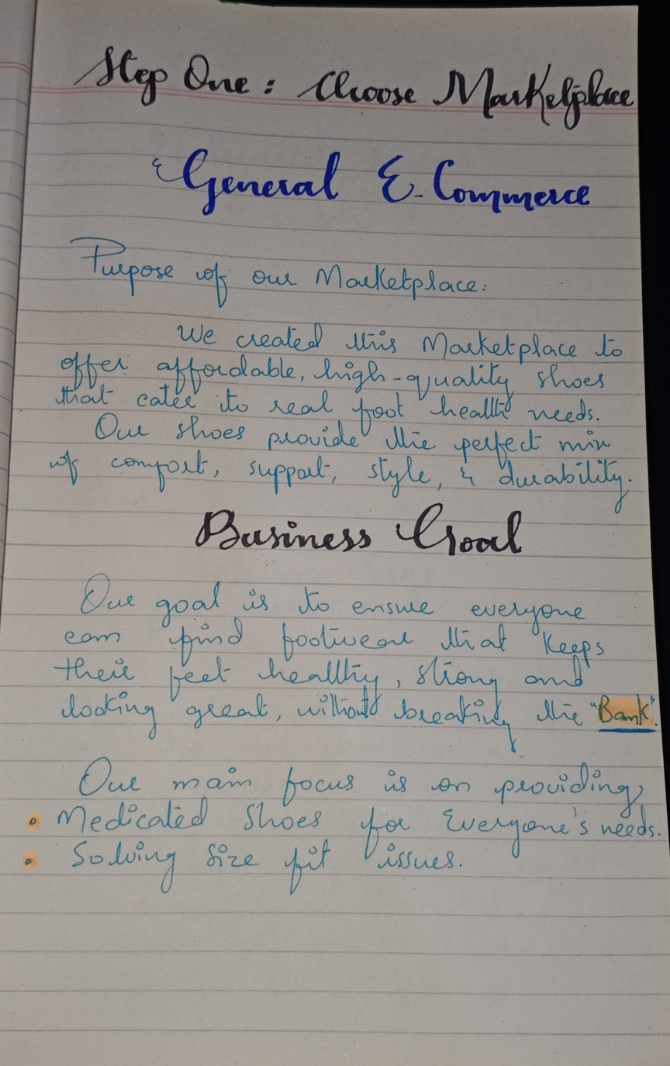 Step One: Choose Marketplace
General E-Commerce
Purpose of our Marketplace:
We created this Marketplace to
offer affordable, high-quality shoes
that cater to real foot health needs.
Our shoes provide the perfect mix
of comfort, support, style, & durability.
Business Goal
Our goal is to ensure everyone
can find footwear that keeps
their feet healthy, strong and
looking great, without breaking the "Bank".
Our main focus is on providing,
• Medicated Shoes for Everyone's needs.
• Solving Size fit issues.